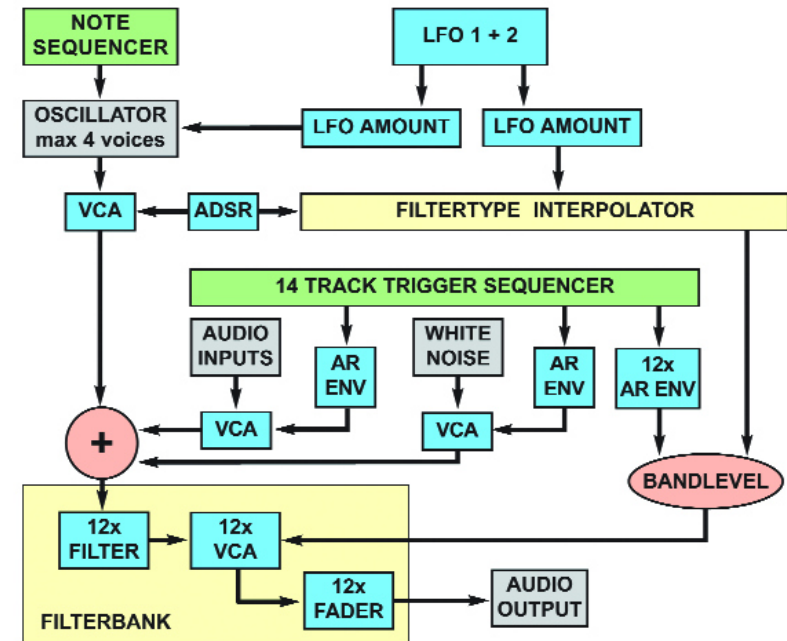 NOTE
SEQUENCER
LFO 1 + 2
OSCILLATOR
max 4 voices
LFO AMOUNT
LFO AMOUNT
VCA
ADSR
FILTERTYPE INTERPOLATOR
14 TRACK TRIGGER SEQUENCER
AUDIO
INPUTS
AR
ENV
WHITE
NOISE
AR
ENV
12x
AR ENV
VCA
VCA
+
BANDLEVEL
12x
FILTER
12x
VCA
12x
FADER
AUDIO
OUTPUT
FILTERBANK